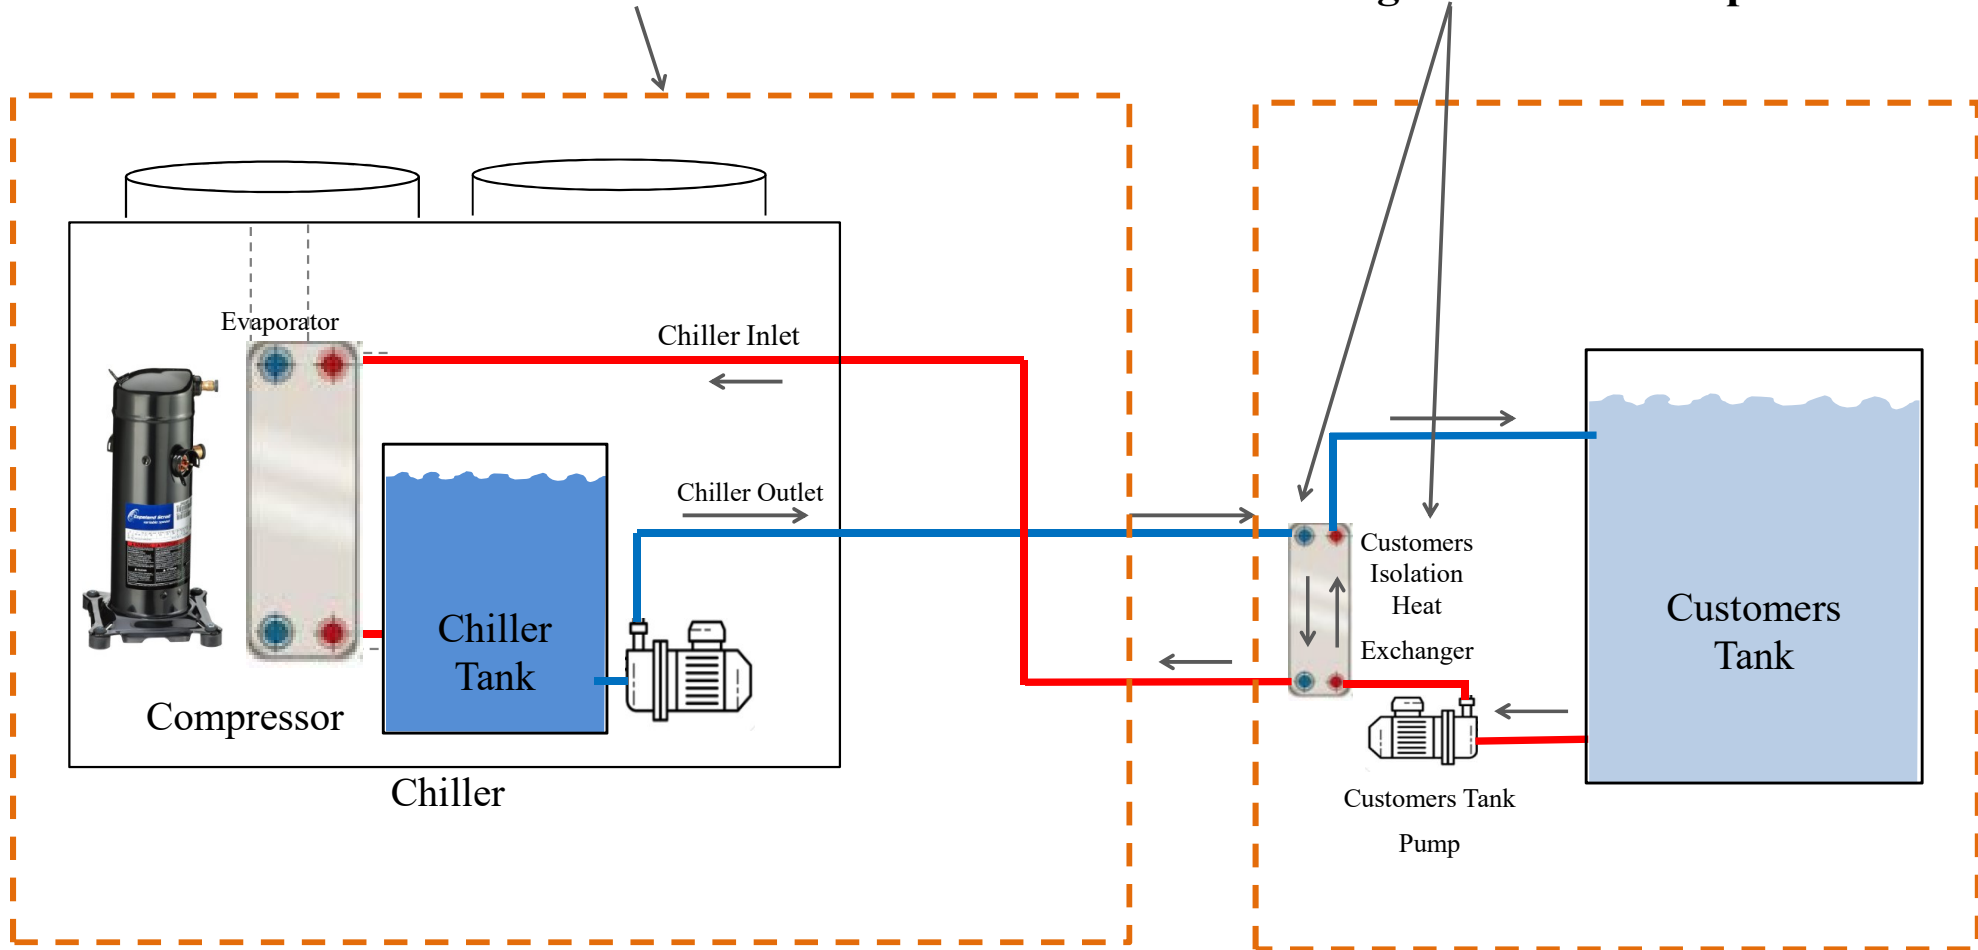 Evaporator
Chiller Inlet
Chiller Outlet
Chiller
Tank
Compressor
Chiller
Customers
Isolation
Heat
Exchanger
Customers
Tank
Customers Tank
Pump